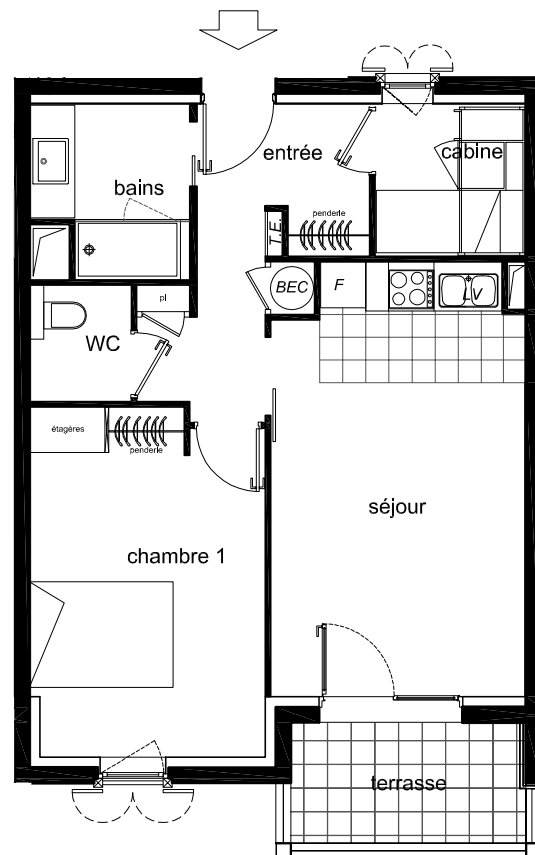 entrée
cabine
bains
penderie
T.E.
BEC
F
LV
pl
WC
étagères
penderie
séjour
chambre 1
terrasse